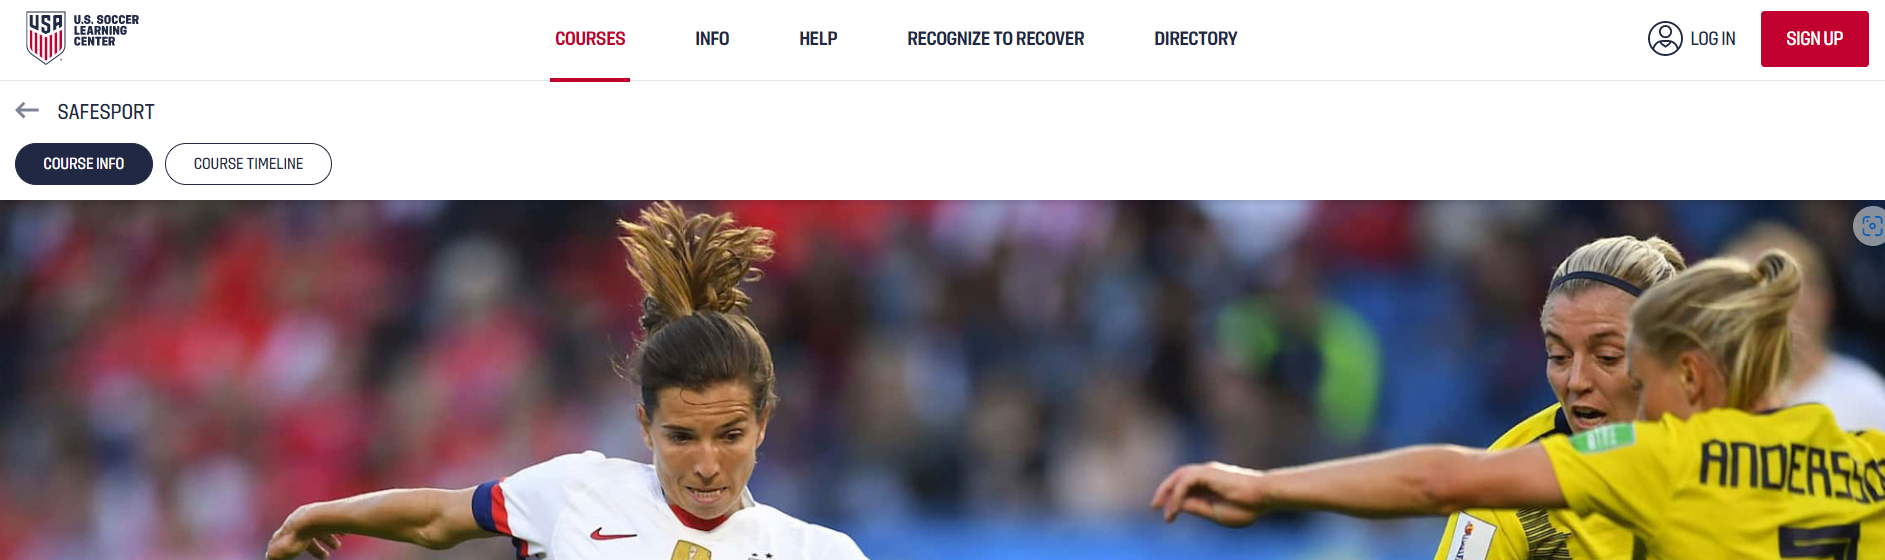 U.S. SOCCER
LEARNING
CENTER
USA
COURSES
INFO
HELP
RECOGNIZE TO RECOVER
DIRECTORY
LOG IN
SIGN UP
SAFESPORT
COURSE INFO
COURSE TIMELINE
ANDERSSO